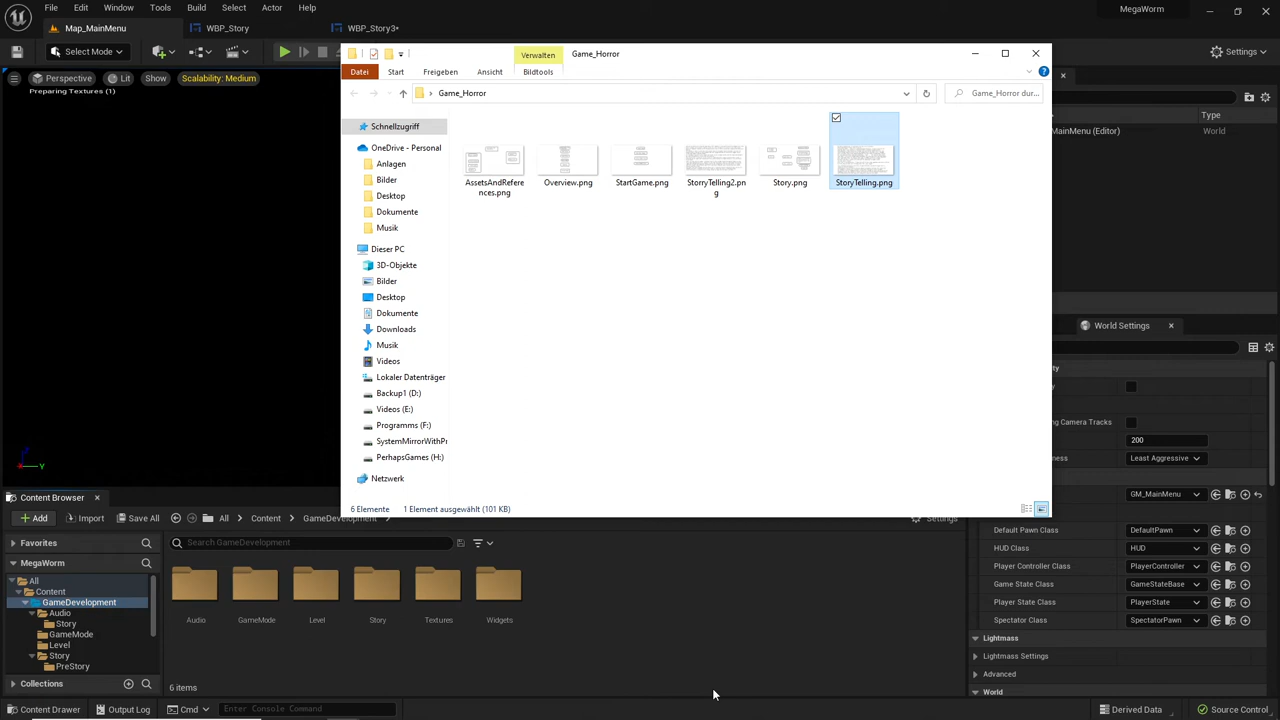 File Edit Window Tools Build Select Actor Help
MegaWorm
Map_MainMenu WBP_Story WBP_Story3*
Select Mode
Perspective Lit Show Scalability: Medium
Preparing Textures (1)
Verwalten Game_Horror
Datei Start Freigeben Ansicht Bildtools
Game_Horror
Game_Horror dur...
Schnellzugriff
OneDrive - Personal
Anlagen
Bilder
Desktop
Dokumente
Musik
Dieser PC
3D-Objekte
Bilder
Desktop
Dokumente
Downloads
Musik
Videos
Lokaler Datenträger
Backup1 (D:)
Videos (E:)
Programms (F:)
SystemMirrorWithPr
PerhapsGames (H:)
Netzwerk
AssetsAndRefere
nces.png
Overview.png
StartGame.png
StorryTelling2.pn
g
Story.png
StoryTelling.png
6 Elemente 1 Element ausgewählt (101 KB)
Type
MainMenu (Editor) World
World Settings
ing Camera Tracks
200
Least Aggressive
GM_MainMenu
Default Pawn Class DefaultPawn
HUD Class HUD
Player Controller Class PlayerController
Game State Class GameStateBase
Player State Class PlayerState
Spectator Class SpectatorPawn
Lightmass
Lightmass Settings
Advanced
World
Content Browser
Add Import Save All All Content GameDevelopment Settings
Favorites
Search GameDevelopment
MegaWorm
All
Content
GameDevelopment
Audio
Story
GameMode
Level
Story
PreStory
Collections
Audio GameMode Level Story Textures Widgets
6 items
Content Drawer Output Log Cmd Enter Console Command Derived Data Source Control